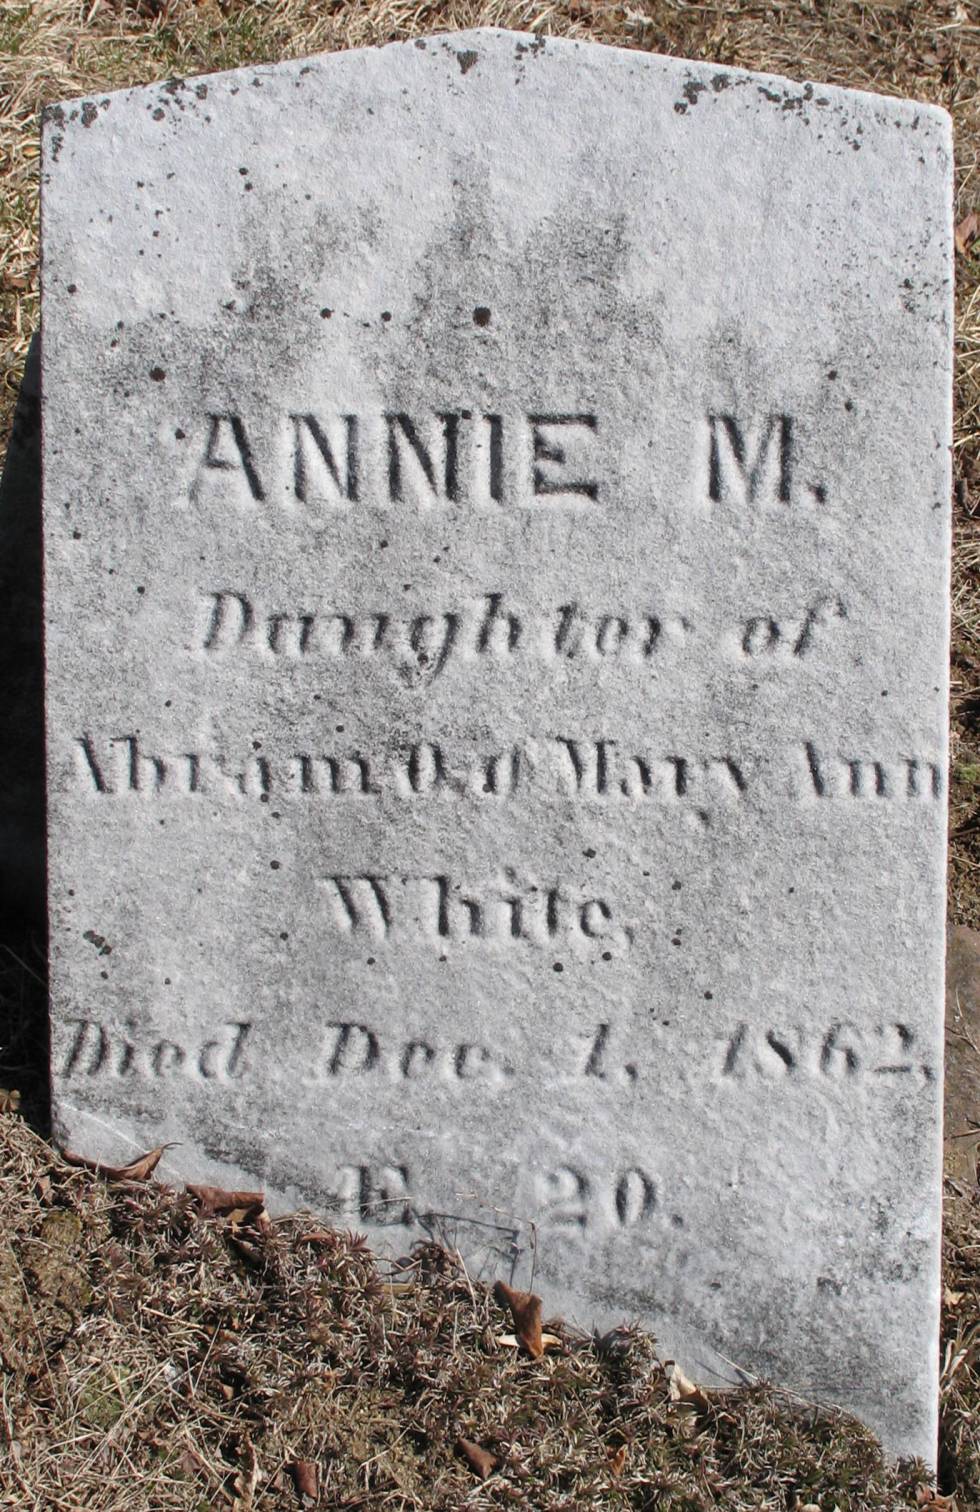 ANNIE M.
Daughter of
Abram O. & Mary Ann
White,
Died Dec. 1, 1862,
Æ 20.